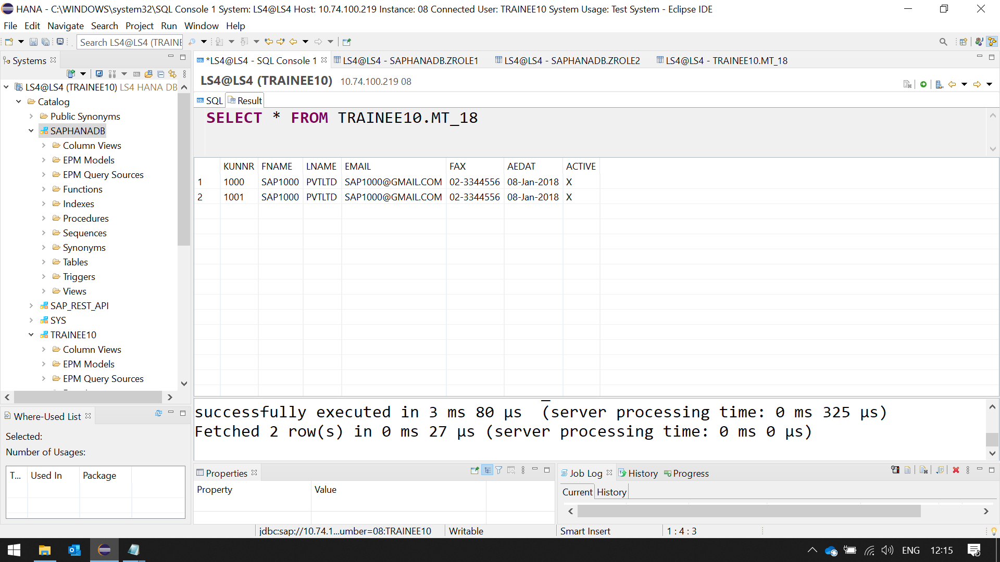 HANA - C:\WINDOWS\system32\SQL Console 1 System: LS4@LS4 Host: 10.74.100.219 Instance: 08 Connected User: TRAINEE10 System Usage: Test System - Eclipse IDE
File Edit Navigate Search Project Run Window Help
Search LS4@LS4 (TRAINE
Systems
*LS4@LS4 - SQL Console 1
LS4@LS4 - SAPHANADB.ZROLE1
LS4@LS4 - SAPHANADB.ZROLE2
LS4@LS4 - TRAINEE10.MT_18
LS4@LS4 (TRAINEE10) LS4 HANA DB
Catalog
Public Synonyms
SAPHANADB
Column Views
EPM Models
EPM Query Sources
Functions
Indexes
Procedures
Sequences
Synonyms
Tables
Triggers
Views
SAP_REST_API
SYS
TRAINEE10
Column Views
EPM Models
EPM Query Sources
LS4@LS4 (TRAINEE10) 10.74.100.219 08
SQL Result
SELECT * FROM TRAINEE10.MT_18
KUNNR FNAME LNAME EMAIL FAX AEDAT ACTIVE
1 1000 SAP1000 PVTLTD SAP1000@GMAIL.COM 02-3344556 08-Jan-2018 X
2 1001 SAP1000 PVTLTD SAP1000@GMAIL.COM 02-3344556 08-Jan-2018 X
successfully executed in 3 ms 80 µs (server processing time: 0 ms 325 µs)
Fetched 2 row(s) in 0 ms 27 µs (server processing time: 0 ms 0 µs)
Where-Used List
Selected:
Number of Usages:
T... Used In Package
Properties
Property Value
Job Log History Progress
Current History
jdbc:sap://10.74.1...umber=08:TRAINEE10 Writable Smart Insert 1 : 4 : 3
ENG 12:15